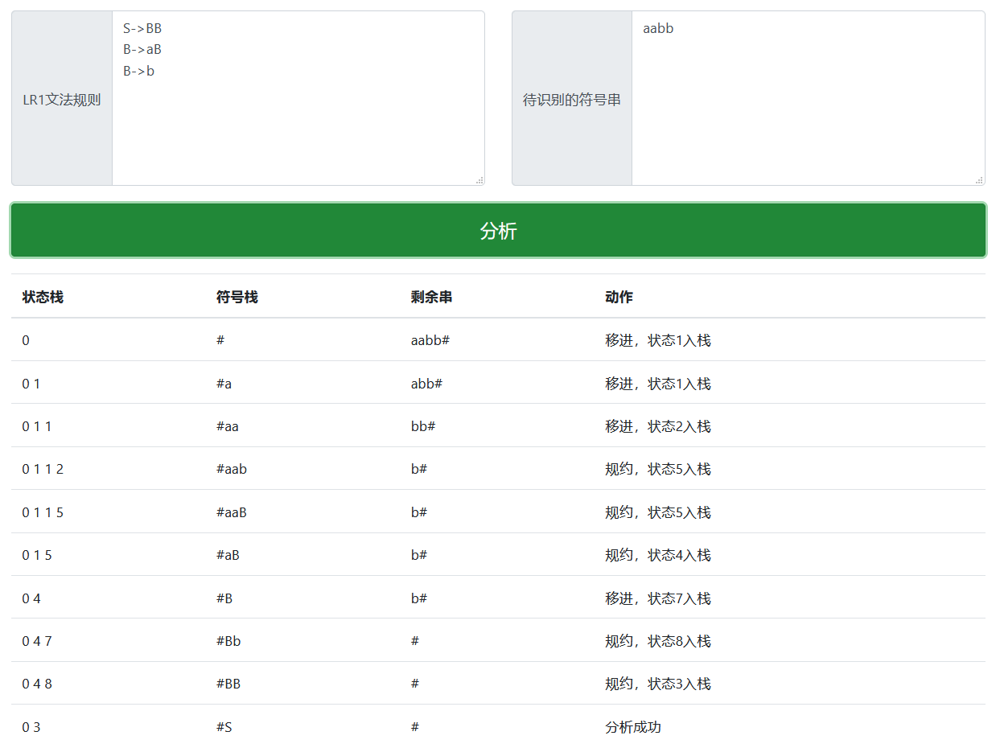 LR1文法规则
S->BB
B->aB
B->b
待识别的符号串
aabb
分析
状态栈 符号栈 剩余串 动作
0 # aabb# 移进，状态1入栈
0 1 #a abb# 移进，状态1入栈
0 1 1 #aa bb# 移进，状态2入栈
0 1 1 2 #aab b# 规约，状态5入栈
0 1 1 5 #aaB b# 规约，状态5入栈
0 1 5 #aB b# 规约，状态4入栈
0 4 #B b# 移进，状态7入栈
0 4 7 #Bb # 规约，状态8入栈
0 4 8 #BB # 规约，状态3入栈
0 3 #S # 分析成功